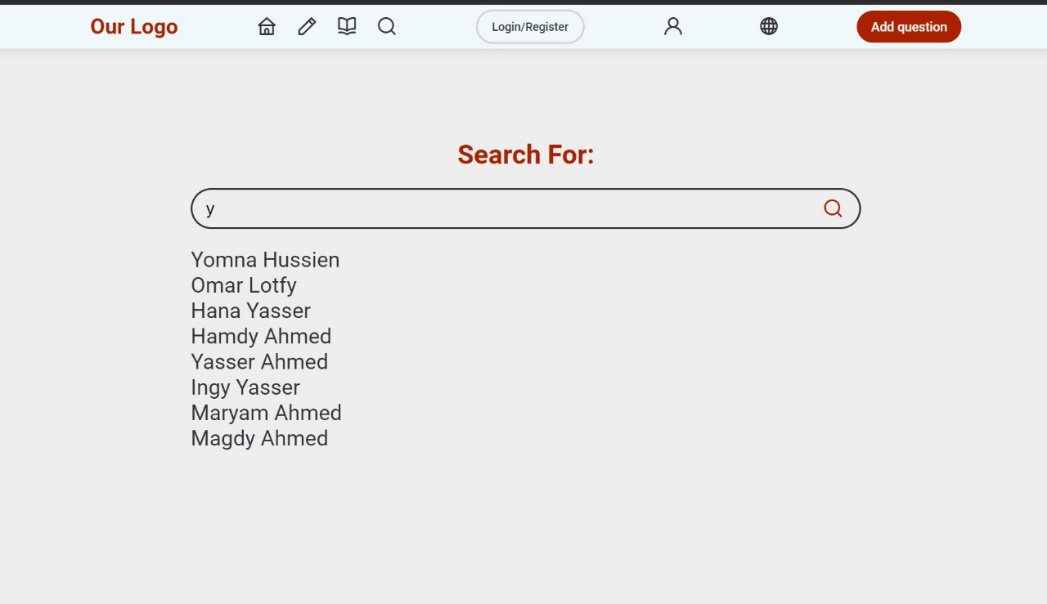 Our Logo
Login/Register
Add question
Search For:
y
Yomna Hussien
Omar Lotfy
Hana Yasser
Hamdy Ahmed
Yasser Ahmed
Ingy Yasser
Maryam Ahmed
Magdy Ahmed